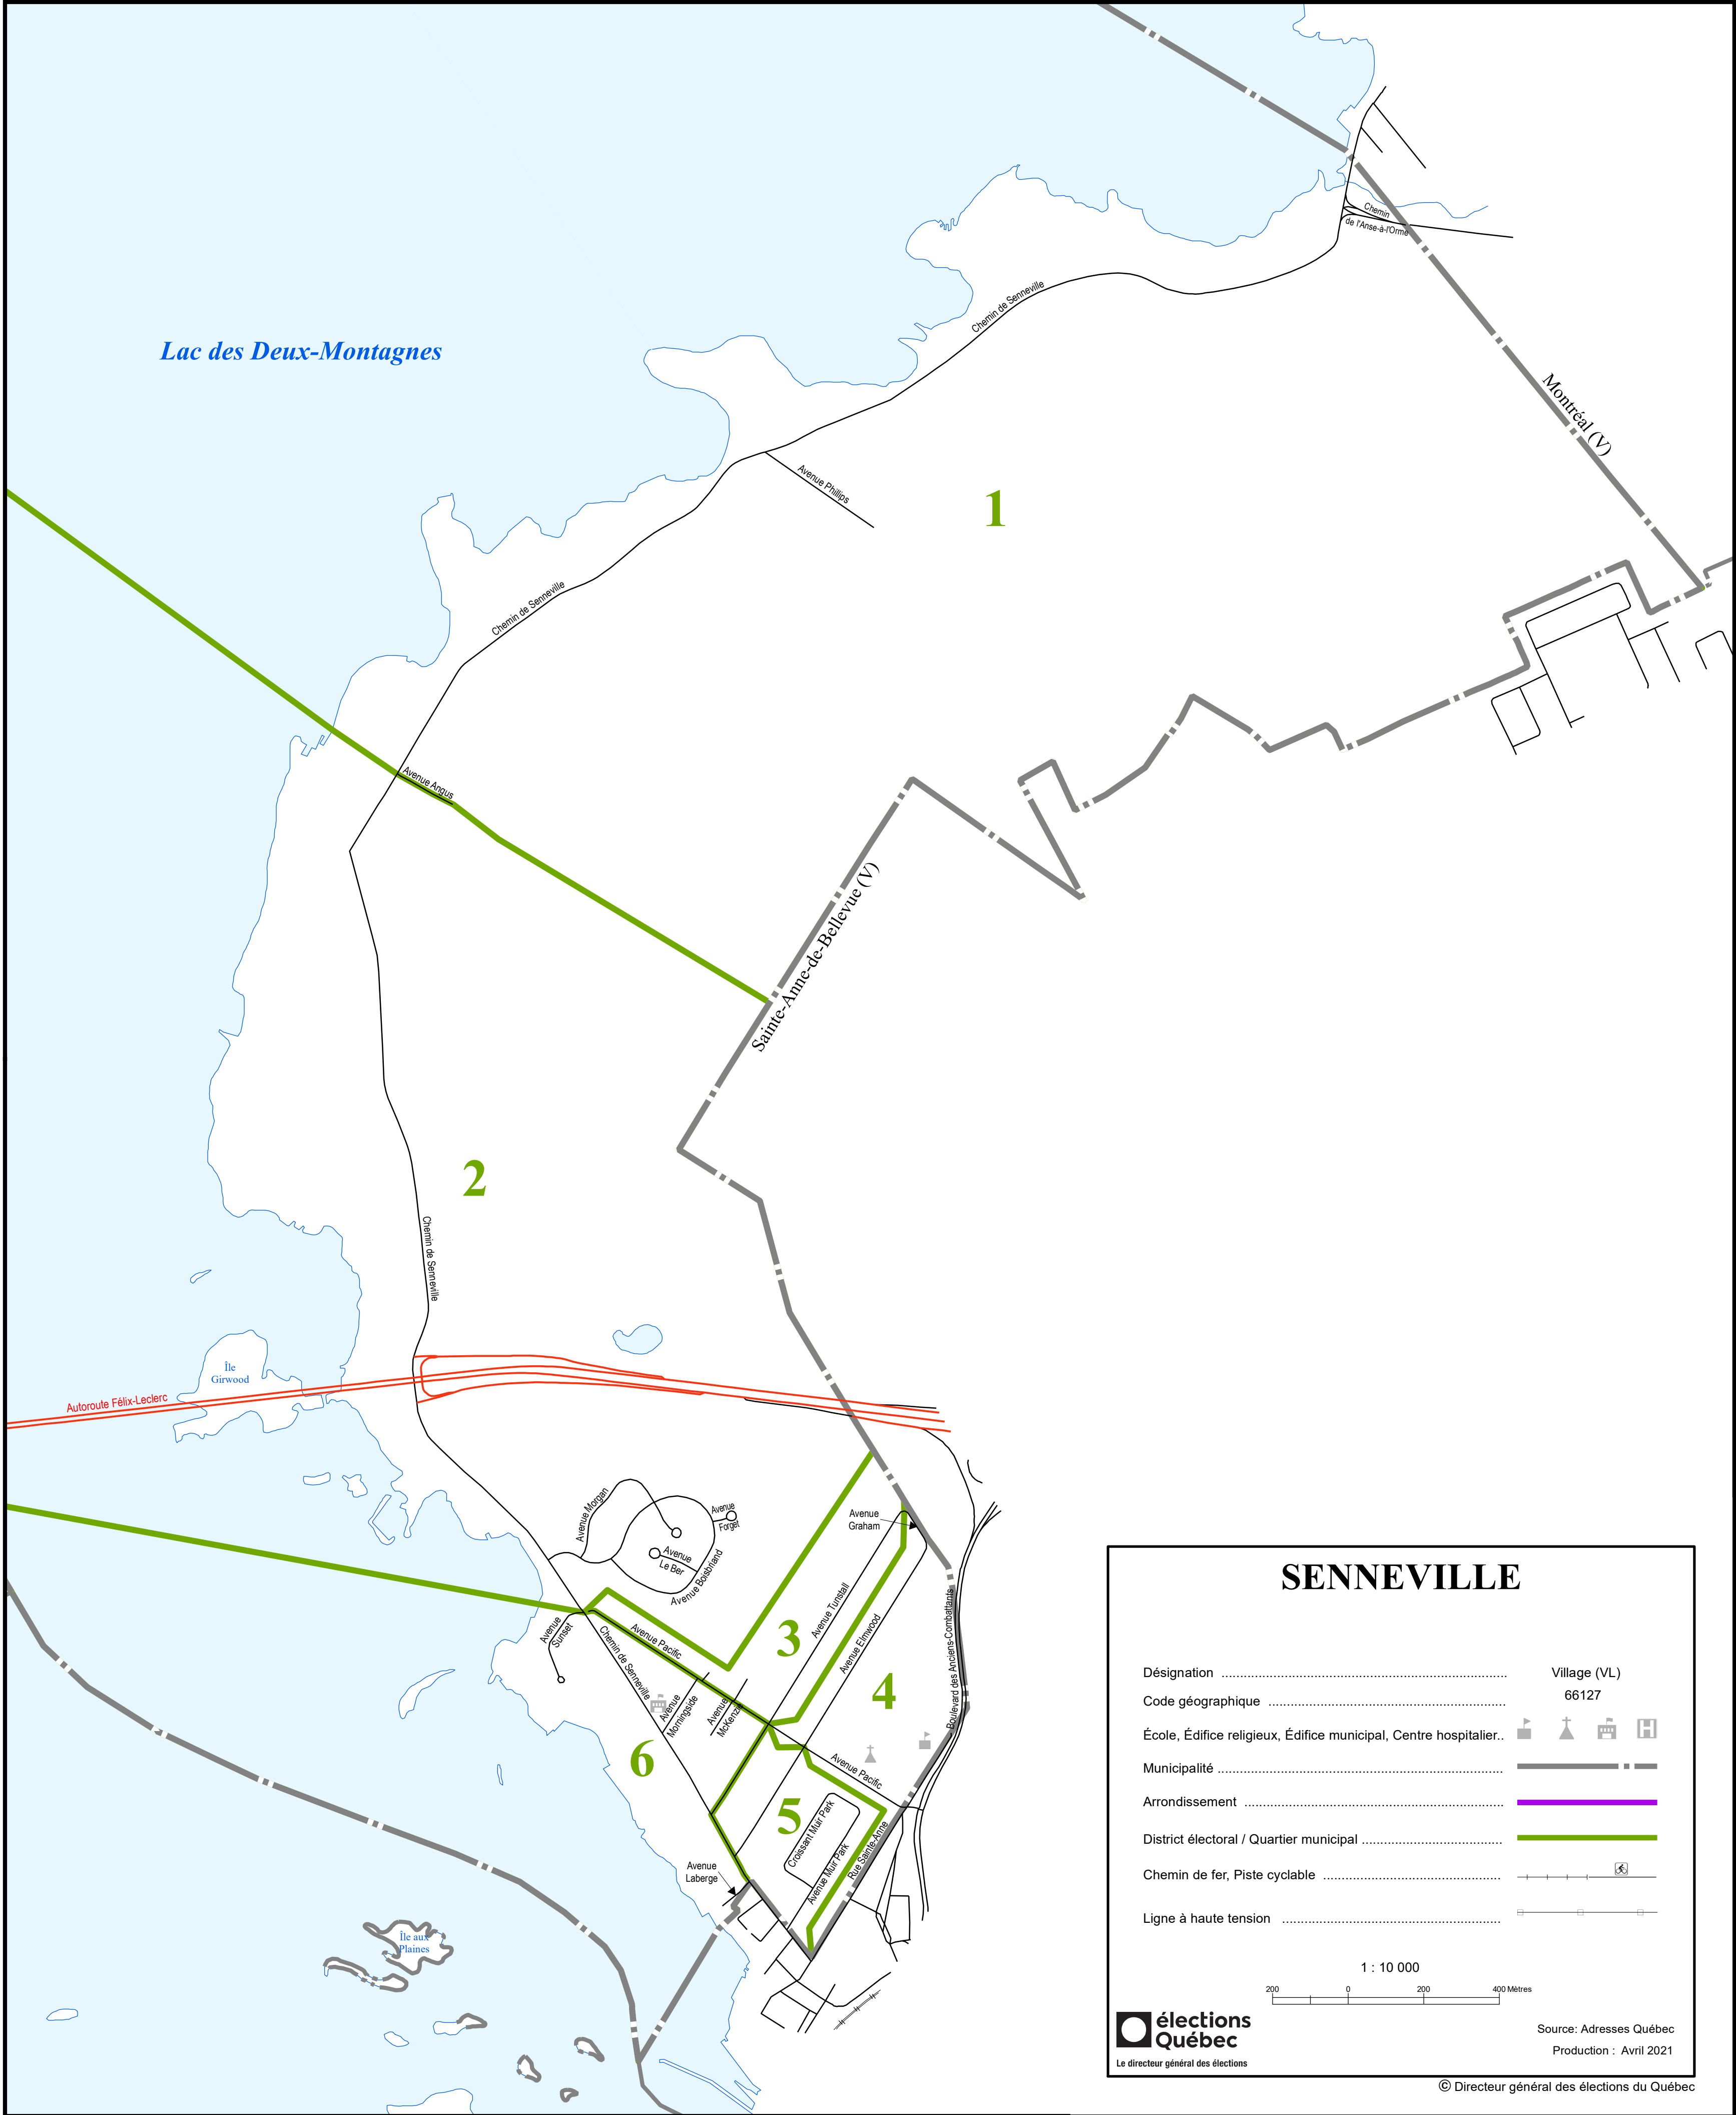 Chemin
de l'Anse-à-l'Orme
Chemin de Senneville
Lac des Deux-Montagnes
Montréal (V)
Avenue Phillips
1
Chemin de Senneville
Avenue Angus
Sainte-Anne-de-Bellevue (V)
2
Chemin de Senneville
Île
Girwood
Autoroute Félix-Leclerc
Avenue Morgan
Avenue
Forget
Avenue
Graham
Avenue
Le Ber
Avenue Boisbriand
Avenue Tunstall
Boulevard des Anciens-Combattants
Avenue
Sunset
Avenue Pacific
3
Avenue Elmwood
Chemin de Senneville
4
Avenue
Morningside
Avenue
McKenzie
6
Avenue Pacific
5
Croissant Muir Park
Avenue Muir Park
Rue Sainte-Anne
Avenue
Laberge
Île aux
Plaines
SENNEVILLE
Désignation ........ Village (VL)
Code géographique ........ 66127
École, Édifice religieux, Édifice municipal, Centre hospitalier..
H
Municipalité ........
Arrondissement ........
District électoral / Quartier municipal ........
Chemin de fer, Piste cyclable ........
Ligne à haute tension ........
1 : 10 000
200 0 200 400 Mètres
élections
Québec
Le directeur général des élections
Source: Adresses Québec
Production : Avril 2021
© Directeur général des élections du Québec